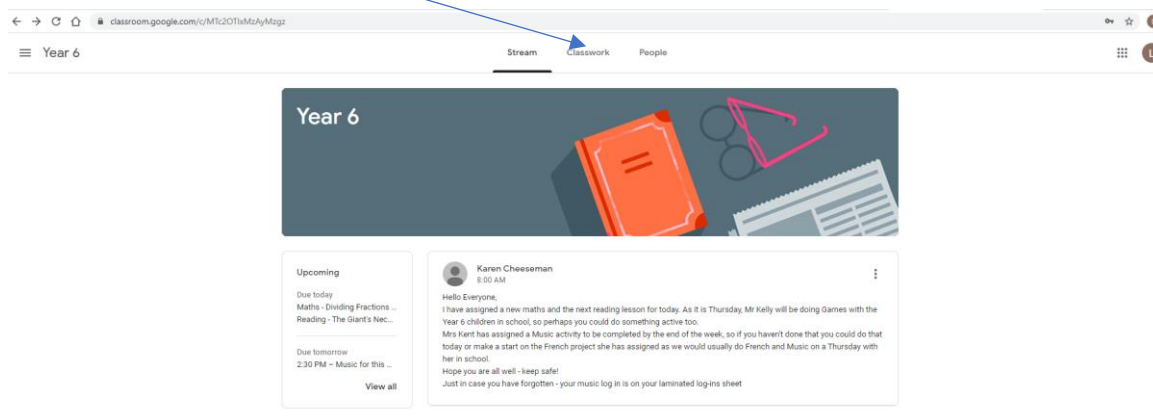 classroom.google.com/c/MTc2OTIxMzAyMzgz
Year 6
Stream Classwork People
Year 6
Upcoming
Due today
Maths - Dividing Fractions ...
Reading - The Giant's Nec...
Due tomorrow
2:30 PM – Music for this ...
View all
Karen Cheeseman
8:00 AM
Hello Everyone,
I have assigned a new maths and the next reading lesson for today. As it is Thursday, Mr Kelly will be doing Games with the
Year 6 children in school, so perhaps you could do something active too.
Mrs Kent has assigned a Music activity to be completed by the end of the week, so if you haven't done that you could do that
today or make a start on the French project she has assigned as we would usually do French and Music on a Thursday with
her in school.
Hope you are all well - keep safe!
Just in case you have forgotten - your music log in is on your laminated log-ins sheet